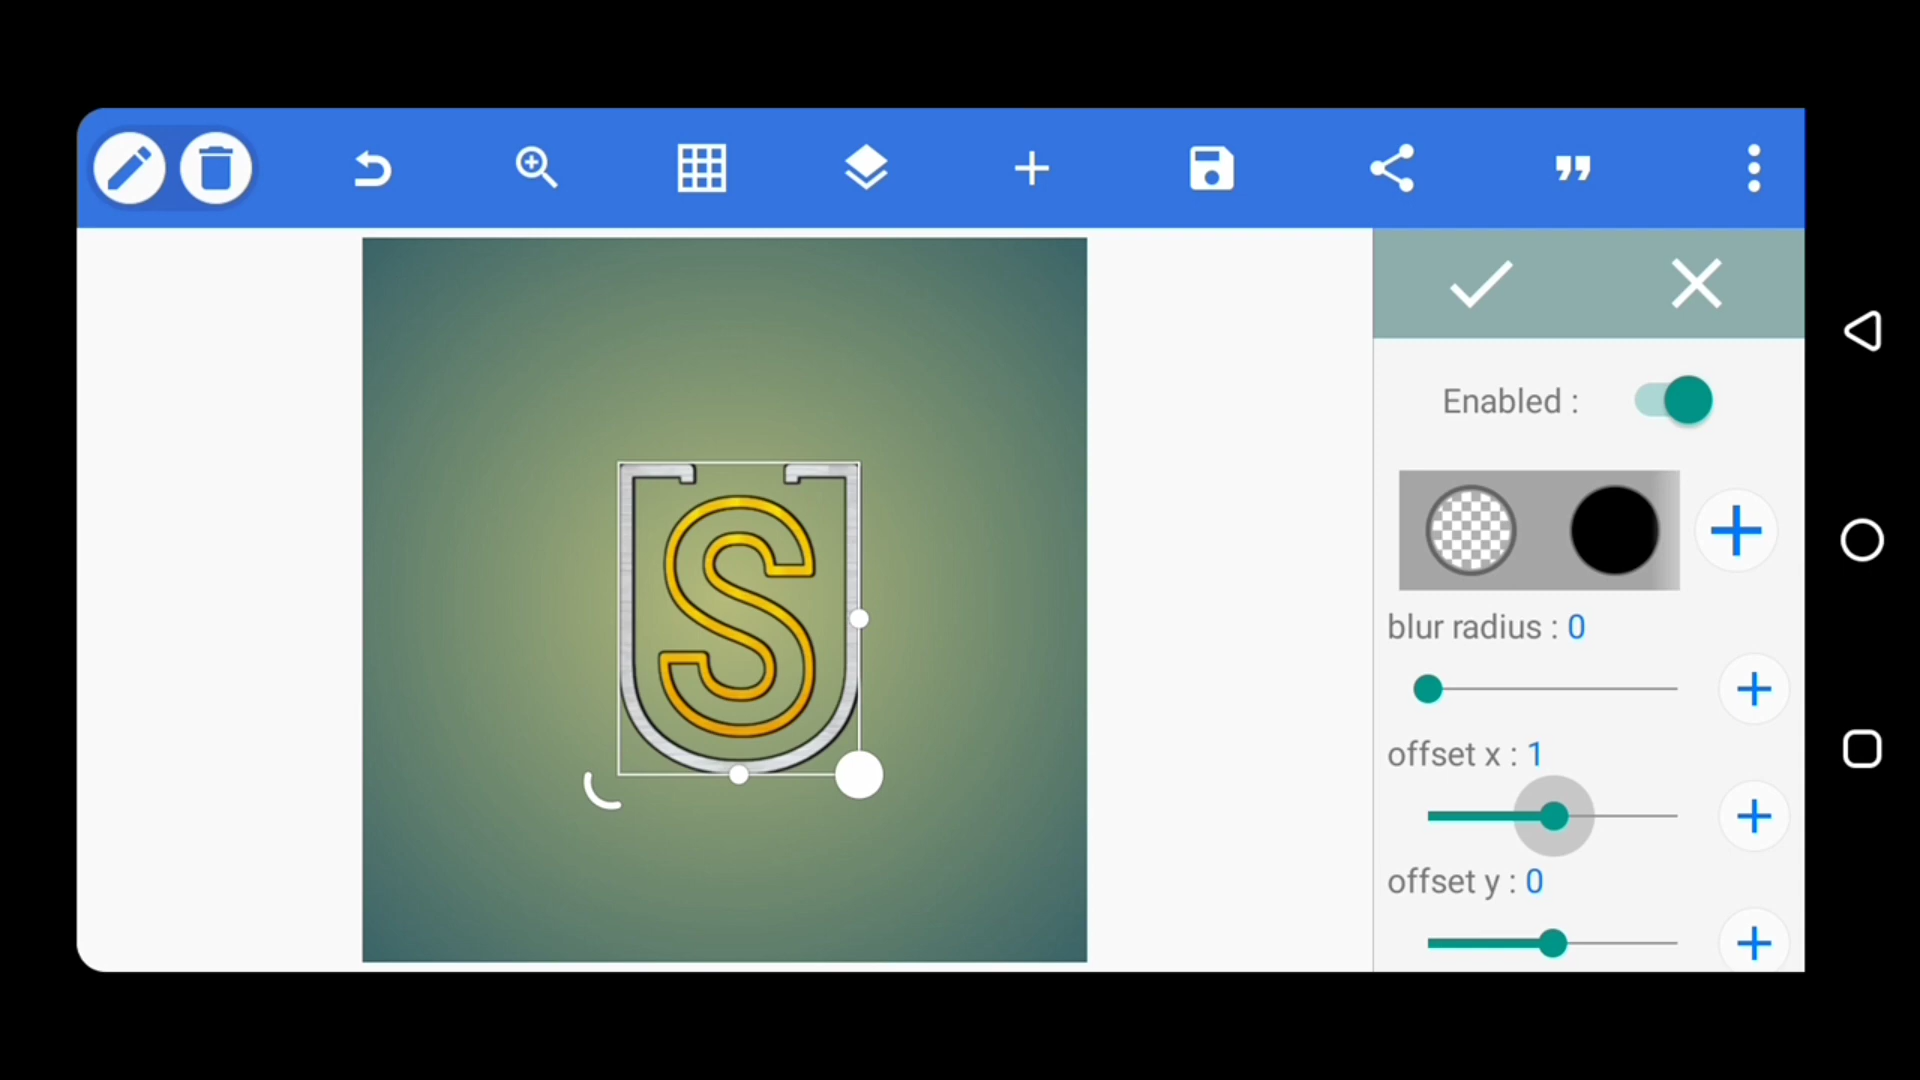 Enabled :
S
blur radius : 0
offset x : 1
offset y : 0